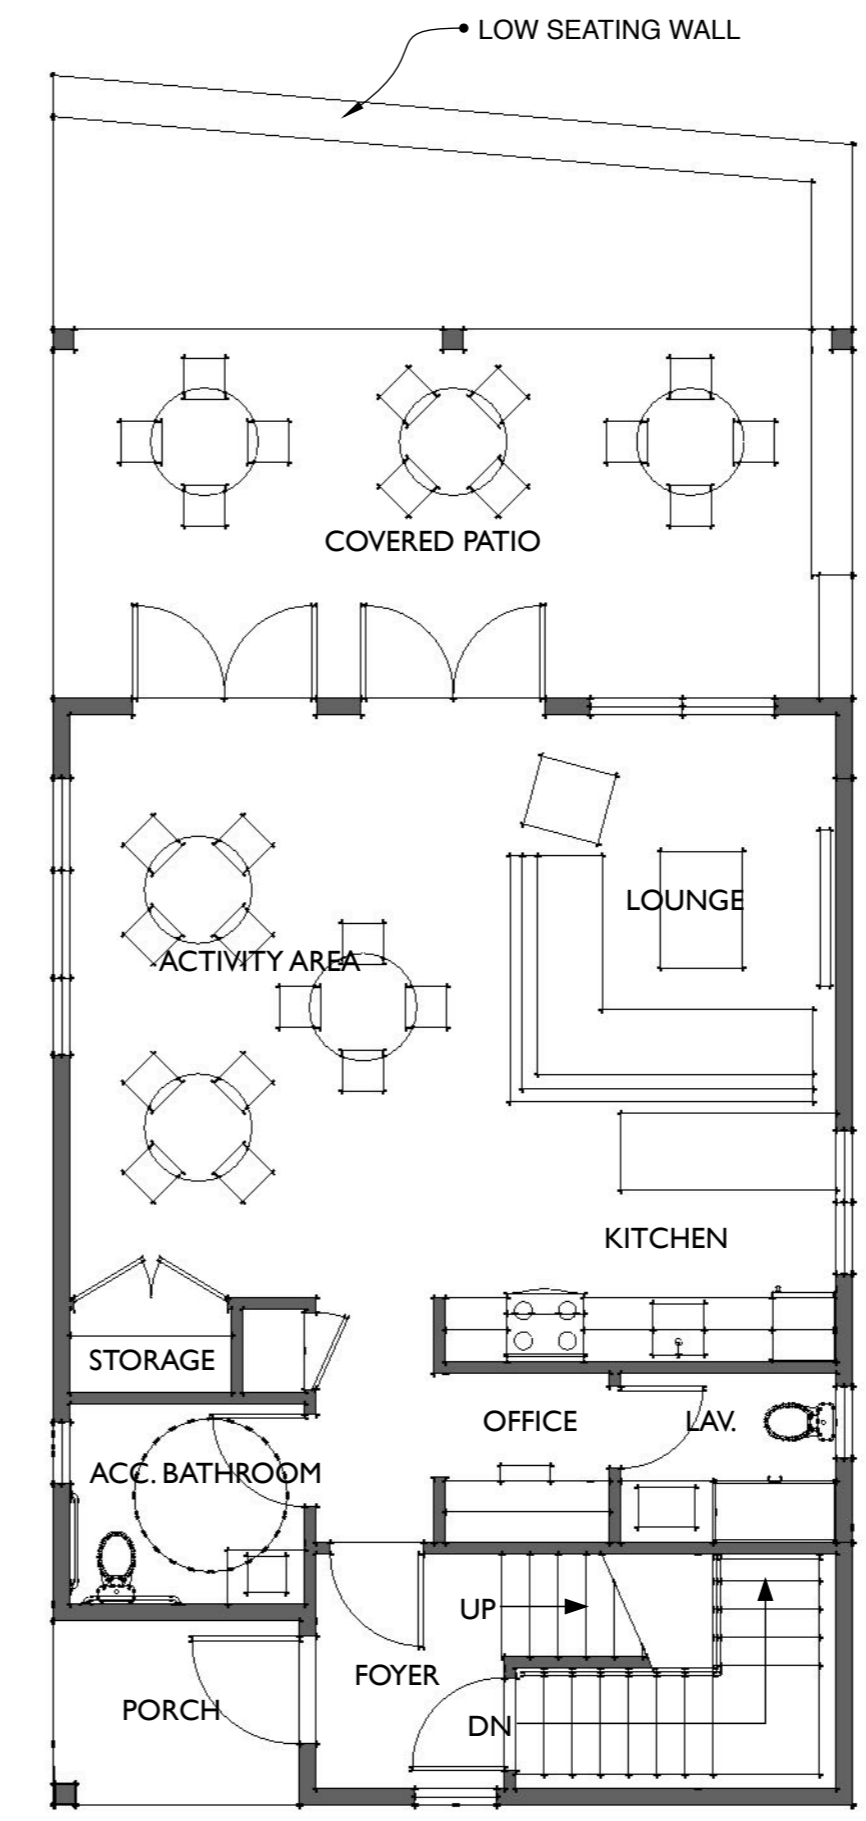 LOW SEATING WALL
COVERED PATIO
LOUNGE
ACTIVITY AREA
KITCHEN
STORAGE
OFFICE
LAV.
ACC. BATHROOM
UP
FOYER
PORCH
DN